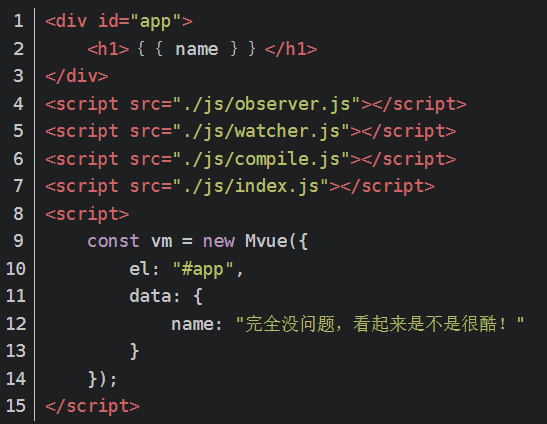 1 <div id="app">
2     <h1>{ { name } }</h1>
3 </div>
4 <script src="./js/observer.js"></script>
5 <script src="./js/watcher.js"></script>
6 <script src="./js/compile.js"></script>
7 <script src="./js/index.js"></script>
8 <script>
9     const vm = new Mvue({
10         el: "#app",
11         data: {
12             name: "完全没问题，看起来是不是很酷！"
13         }
14     });
15 </script>